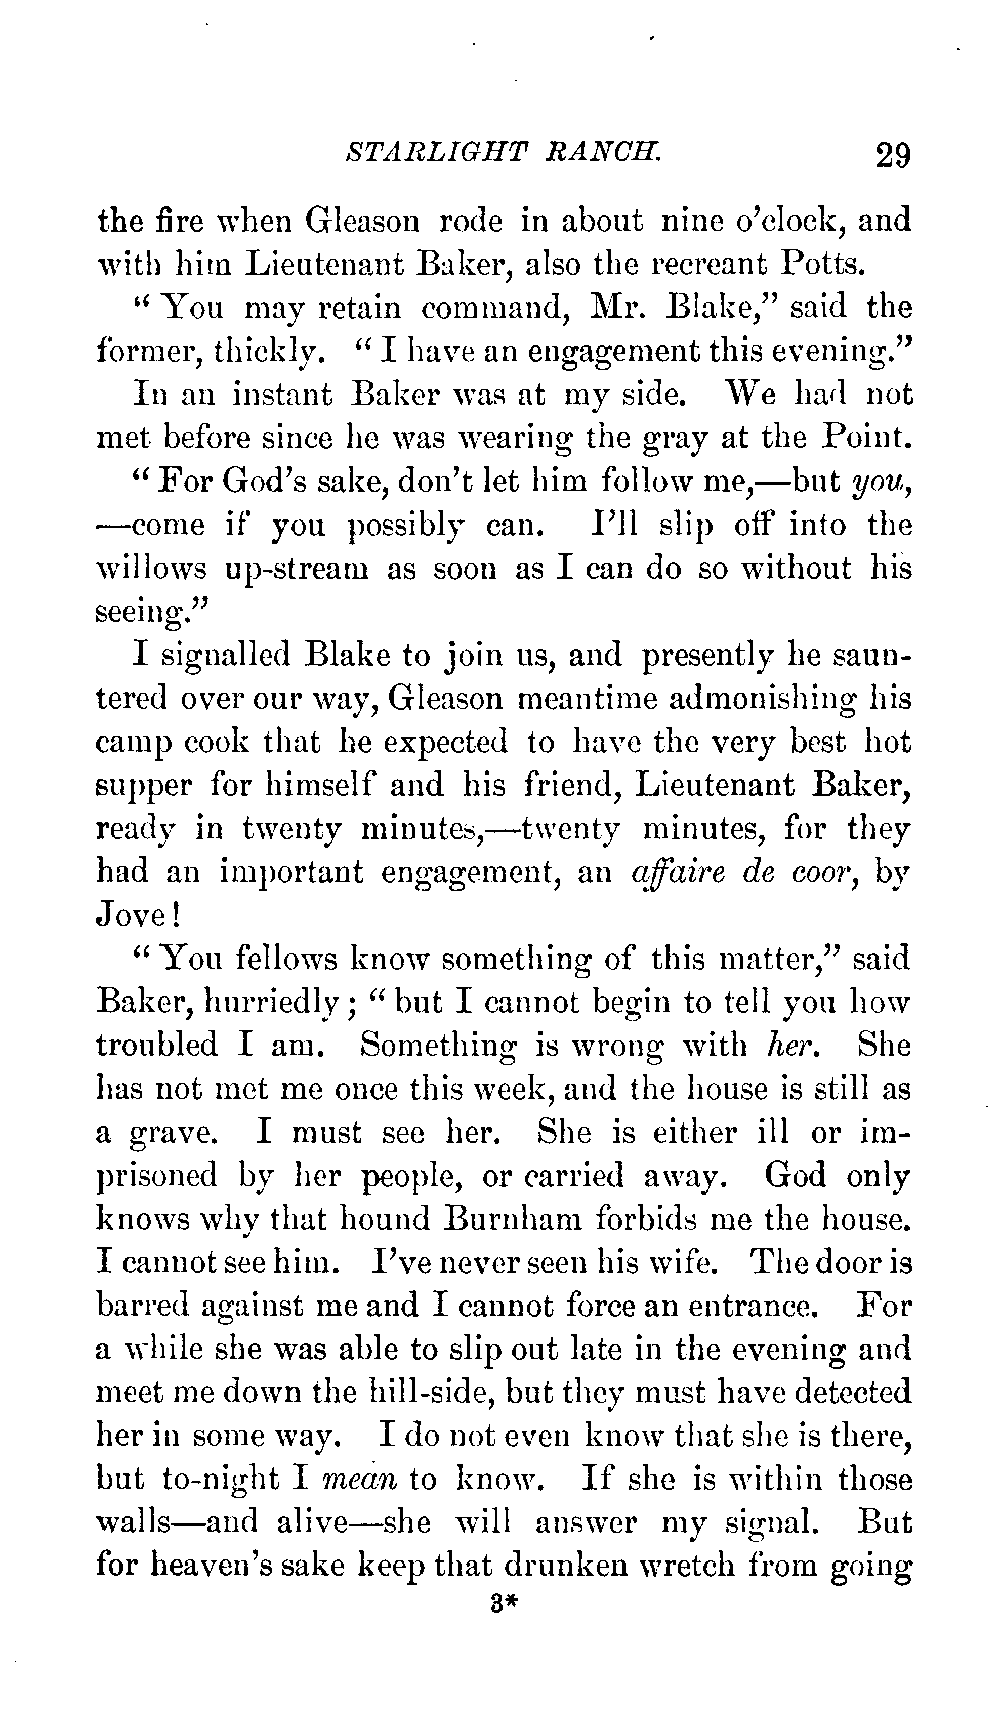 STARLIGHT RANCH. 29
the fire when Gleason rode in about nine o'clock, and
with him Lieutenant Baker, also the recreant Potts.
"You may retain command, Mr. Blake," said the
former, thickly. "I have an engagement this evening."
In an instant Baker was at my side. We had not
met before since he was wearing the gray at the Point.
"For God's sake, don't let him follow me,—but you,
—come if you possibly can. I'll slip off into the
willows up-stream as soon as I can do so without his
seeing."
I signalled Blake to join us, and presently he saun-
tered over our way, Gleason meantime admonishing his
camp cook that he expected to have the very best hot
supper for himself and his friend, Lieutenant Baker,
ready in twenty minutes,—twenty minutes, for they
had an important engagement, an affaire de coor, by
Jove!
"You fellows know something of this matter," said
Baker, hurriedly; "but I cannot begin to tell you how
troubled I am. Something is wrong with her. She
has not met me once this week, and the house is still as
a grave. I must see her. She is either ill or im-
prisoned by her people, or carried away. God only
knows why that hound Burnham forbids me the house.
I cannot see him. I've never seen his wife. The door is
barred against me and I cannot force an entrance. For
a while she was able to slip out late in the evening and
meet me down the hill-side, but they must have detected
her in some way. I do not even know that she is there,
but to-night I mean to know. If she is within those
walls—and alive—she will answer my signal. But
for heaven's sake keep that drunken wretch from going
3*